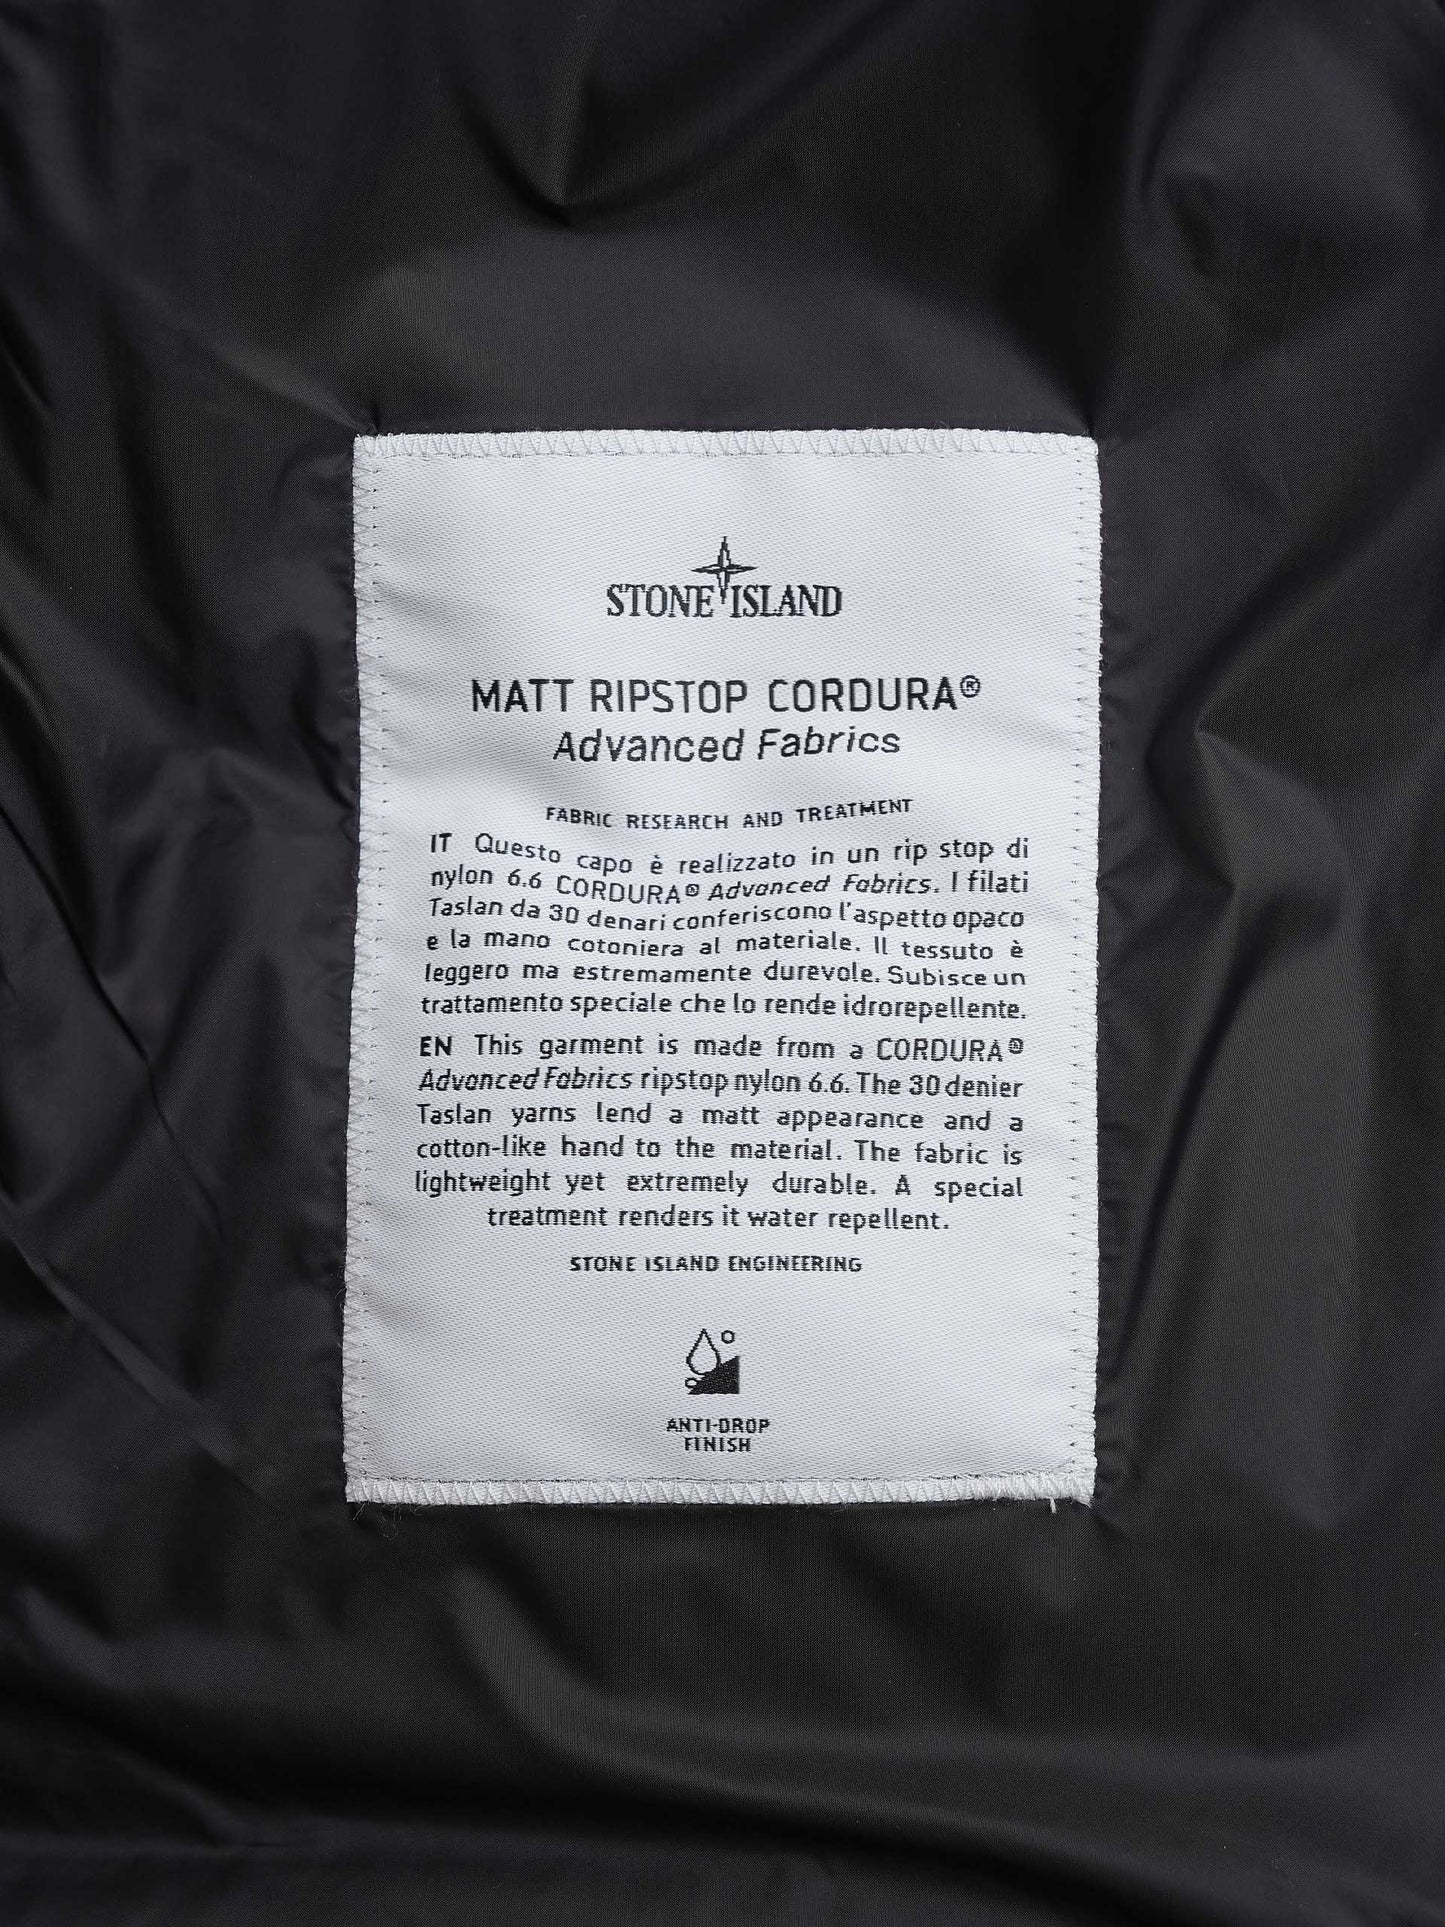 STONE ISLAND
MATT RIPSTOP CORDURA®
Advanced Fabrics
FABRIC RESEARCH AND TREATMENT
IT Questo capo è realizzato in un rip stop di
nylon 6.6 CORDURA® Advanced Fabrics. I filati
Taslan da 30 denari conferiscono l'aspetto opaco
e la mano cotoniera al materiale. Il tessuto è
leggero ma estremamente durevole. Subisce un
trattamento speciale che lo rende idrorepellente.
EN This garment is made from a CORDURA®
Advanced Fabrics ripstop nylon 6.6. The 30 denier
Taslan yarns lend a matt appearance and a
cotton-like hand to the material. The fabric is
lightweight yet extremely durable. A special
treatment renders it water repellent.
STONE ISLAND ENGINEERING
ANTI-DROP
FINISH